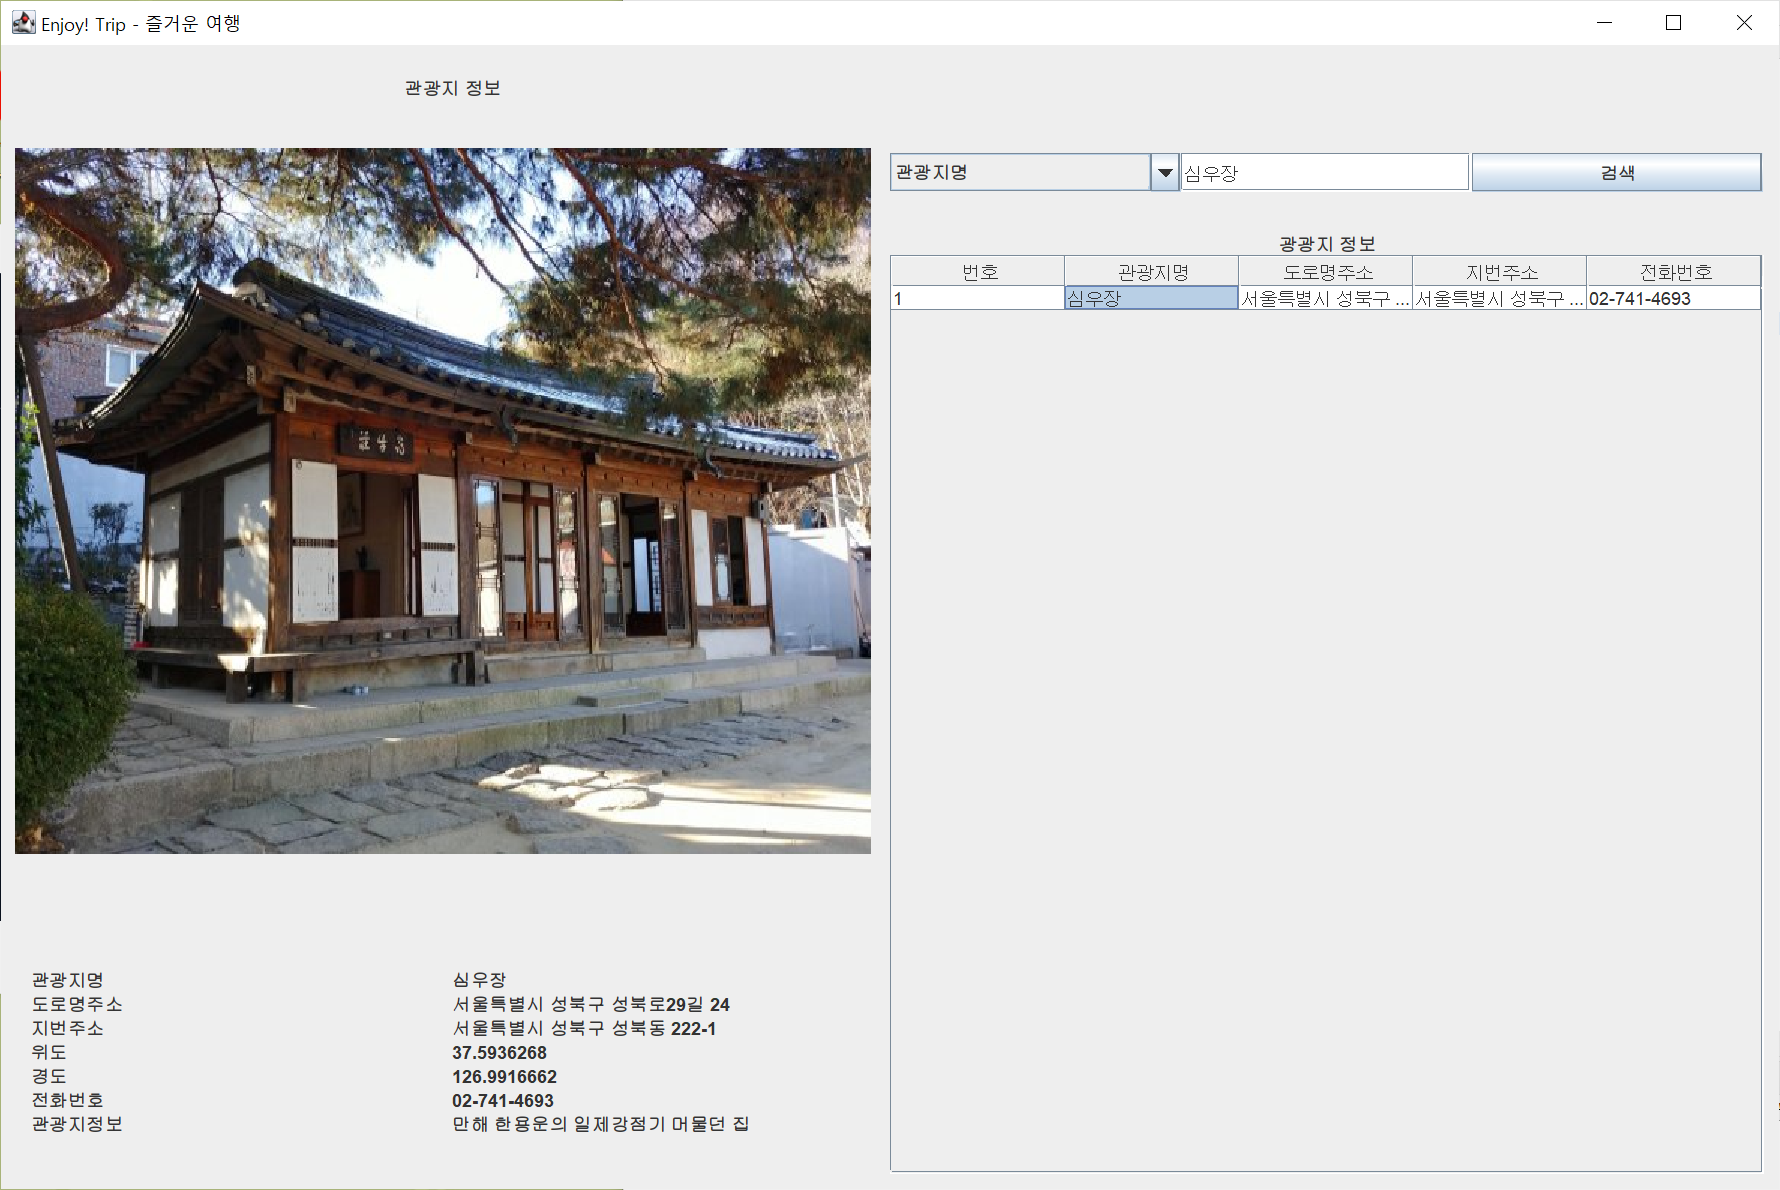 Enjoy! Trip - 즐거운 여행
관광지 정보
관광지명 심우장 검색
광광지 정보
번호 관광지명 도로명주소 지번주소 전화번호
1 심우장 서울특별시 성북구 ... 서울특별시 성북구 ... 02-741-4693
관광지명 심우장
도로명주소 서울특별시 성북구 성북로29길 24
지번주소 서울특별시 성북구 성북동 222-1
위도 37.5936268
경도 126.9916662
전화번호 02-741-4693
관광지정보 만해 한용운의 일제강점기 머물던 집